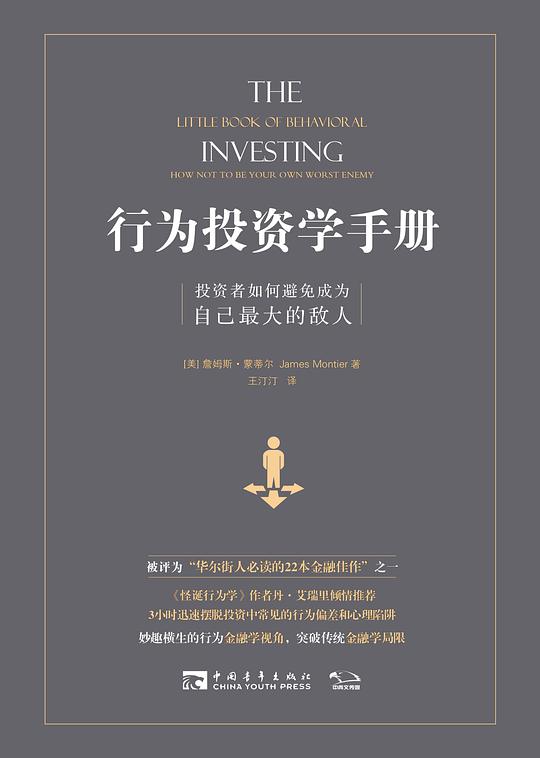 THE
LITTLE BOOK OF BEHAVIORAL
INVESTING
HOW NOT TO BE YOUR OWN WORST ENEMY
行为投资学手册
投资者如何避免成为
自己最大的敌人
[美] 詹姆斯·蒙蒂尔 James Montier 著
王汀汀 译
被评为“华尔街人必读的22本金融佳作”之一
《怪诞行为学》作者丹·艾瑞里倾情推荐
3小时迅速摆脱投资中常见的行为偏差和心理陷阱
妙趣横生的行为金融学视角，突破传统金融学局限
中国青年出版社
CHINA YOUTH PRESS
中青文传媒